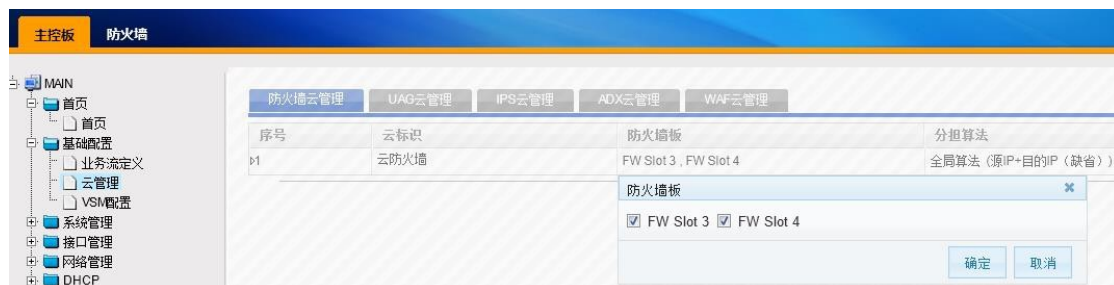 主控板 防火墙
MAIN
首页
首页
基础配置
业务流定义
云管理
VSM配置
系统管理
接口管理
网络管理
DHCP
防火墙云管理 UAG云管理 IPS云管理 ADX云管理 WAF云管理
序号 云标识 防火墙板 分担算法
1 云防火墙 FW Slot 3 , FW Slot 4 全局算法 (源IP+目的IP (缺省) )
防火墙板
FW Slot 3 FW Slot 4
确定 取消